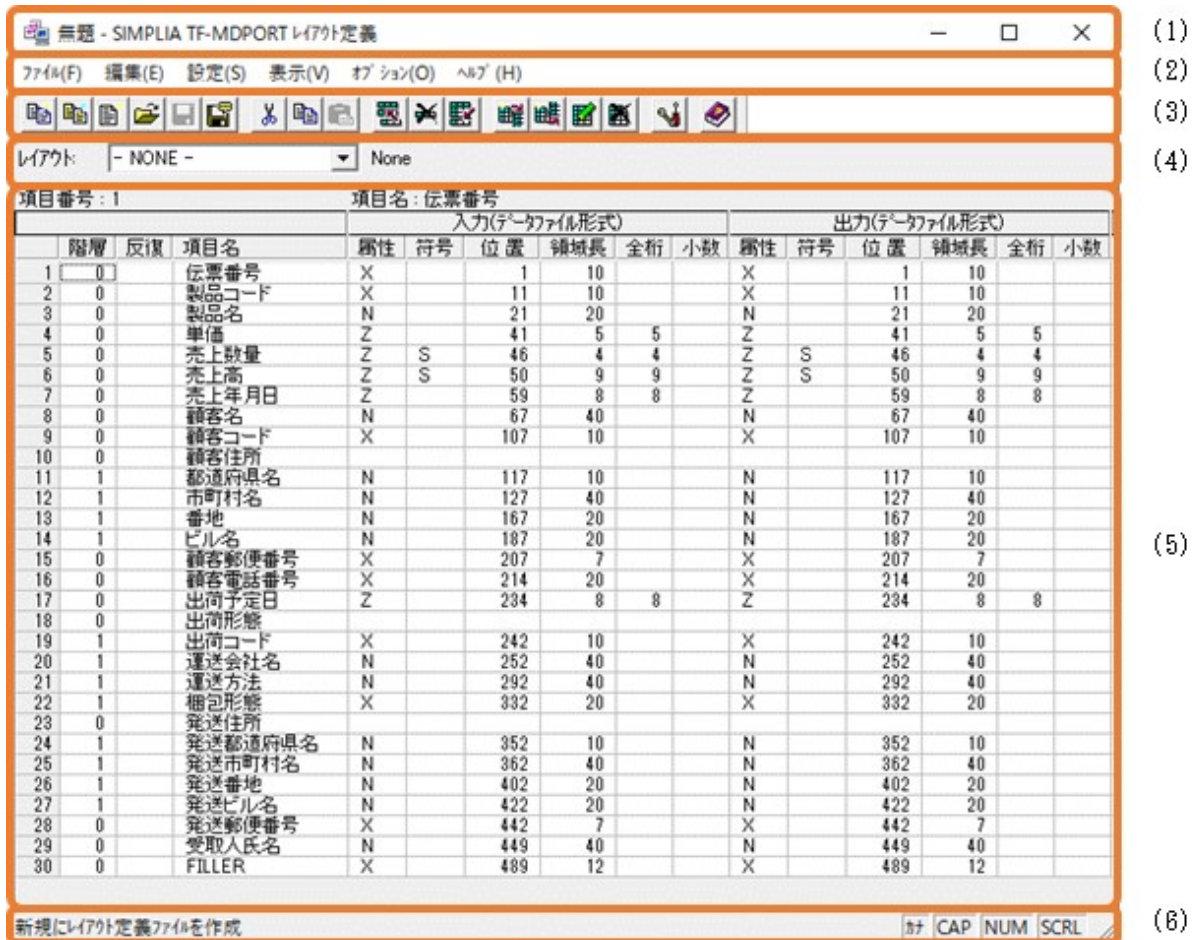 無題 - SIMPLIA TF-MDPORT ﾚｲｱｳﾄ定義 (1)
ﾌｧｲﾙ(F) 編集(E) 設定(S) 表示(V) ｵﾌﾟｼｮﾝ(O) ﾍﾙﾌﾟ(H) (2)
(3)
ﾚｲｱｳﾄ: - NONE - None (4)
項目番号 : 1 項目名 : 伝票番号
入力(ﾃﾞｰﾀﾌｧｲﾙ形式) 出力(ﾃﾞｰﾀﾌｧｲﾙ形式)
階層 反復 項目名 属性 符号 位置 領域長 全桁 小数 属性 符号 位置 領域長 全桁 小数
1 0 伝票番号 X 1 10 X 1 10
2 0 製品コード X 11 10 X 11 10
3 0 製品名 N 21 20 N 21 20
4 0 単価 Z 41 5 5 Z 41 5 5
5 0 売上数量 Z S 46 4 4 Z S 46 4 4
6 0 売上高 Z S 50 9 9 Z S 50 9 9
7 0 売上年月日 Z 59 8 8 Z 59 8 8
8 0 顧客名 N 67 40 N 67 40
9 0 顧客コード X 107 10 X 107 10
10 0 顧客住所
11 1 都道府県名 N 117 10 N 117 10
12 1 市町村名 N 127 40 N 127 40
13 1 番地 N 167 20 N 167 20
14 1 ビル名 N 187 20 N 187 20
15 0 顧客郵便番号 X 207 7 X 207 7
(5)
16 0 顧客電話番号 X 214 20 X 214 20
17 0 出荷予定日 Z 234 8 8 Z 234 8 8
18 0 出荷形態
19 1 出荷コード X 242 10 X 242 10
20 1 運送会社名 N 252 40 N 252 40
21 1 運送方法 N 292 40 N 292 40
22 1 梱包形態 X 332 20 X 332 20
23 0 発送住所
24 1 発送都道府県名 N 352 10 N 352 10
25 1 発送市町村名 N 362 40 N 362 40
26 1 発送番地 N 402 20 N 402 20
27 1 発送ビル名 N 422 20 N 422 20
28 0 発送郵便番号 X 442 7 X 442 7
29 0 受取人氏名 N 449 40 N 449 40
30 0 FILLER X 489 12 X 489 12
新規にﾚｲｱｳﾄ定義ﾌｧｲﾙを作成 ｶﾅ CAP NUM SCRL (6)